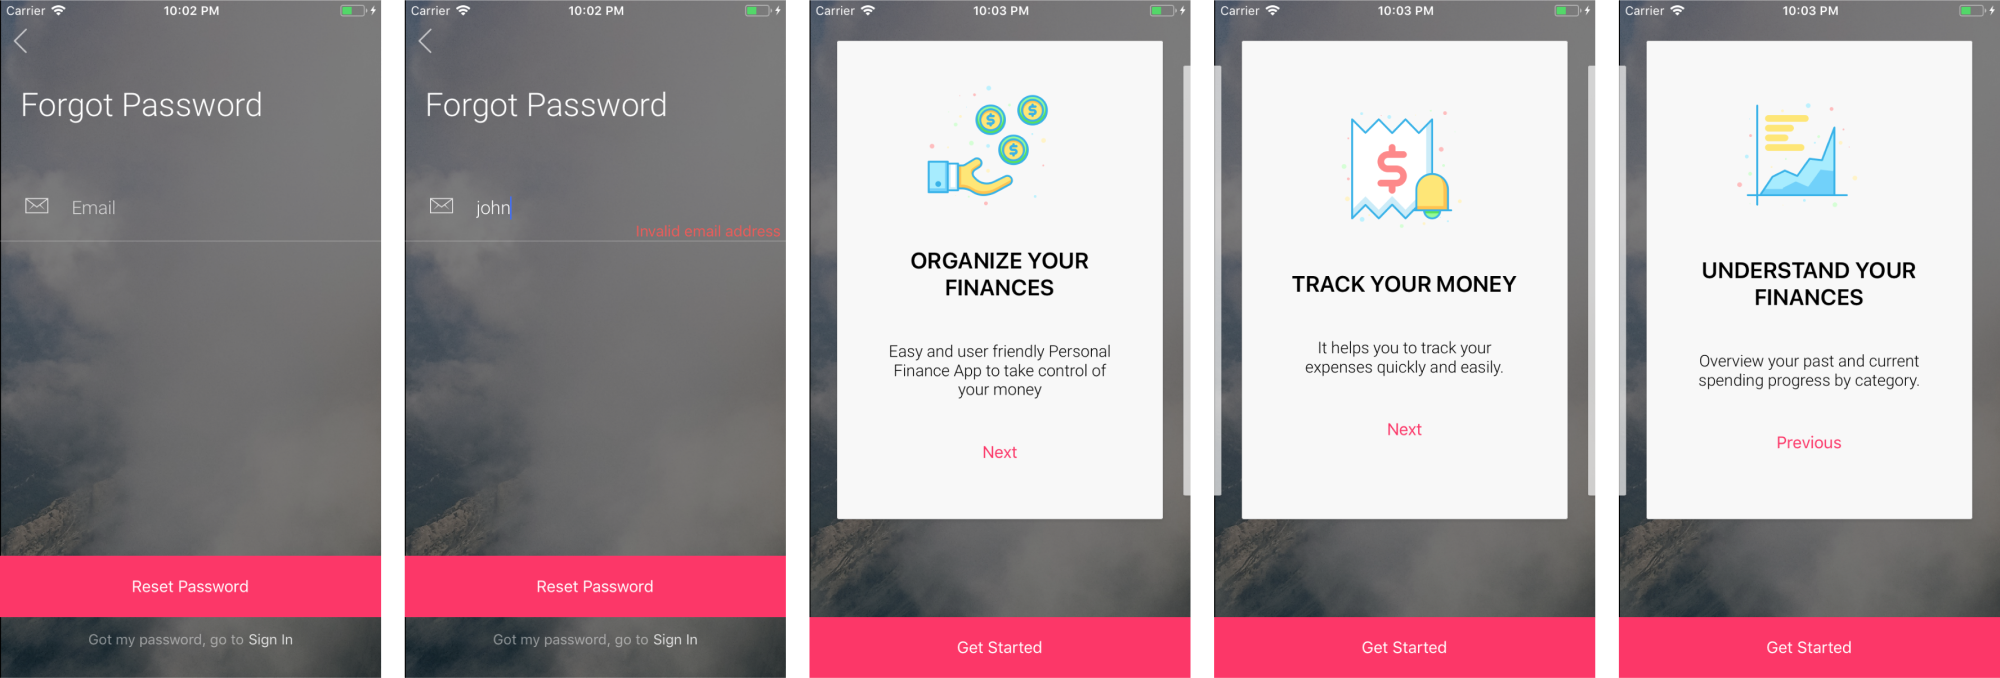 Carrier 10:02 PM
Forgot Password
Email
Reset Password
Got my password, go to Sign In
Carrier 10:02 PM
Forgot Password
john
Invalid email address
Reset Password
Got my password, go to Sign In
Carrier 10:03 PM
$ $ $
ORGANIZE YOUR
FINANCES
Easy and user friendly Personal
Finance App to take control of
your money
Next
Get Started
Carrier 10:03 PM
$
TRACK YOUR MONEY
It helps you to track your
expenses quickly and easily.
Next
Get Started
Carrier 10:03 PM
UNDERSTAND YOUR
FINANCES
Overview your past and current
spending progress by category.
Previous
Get Started